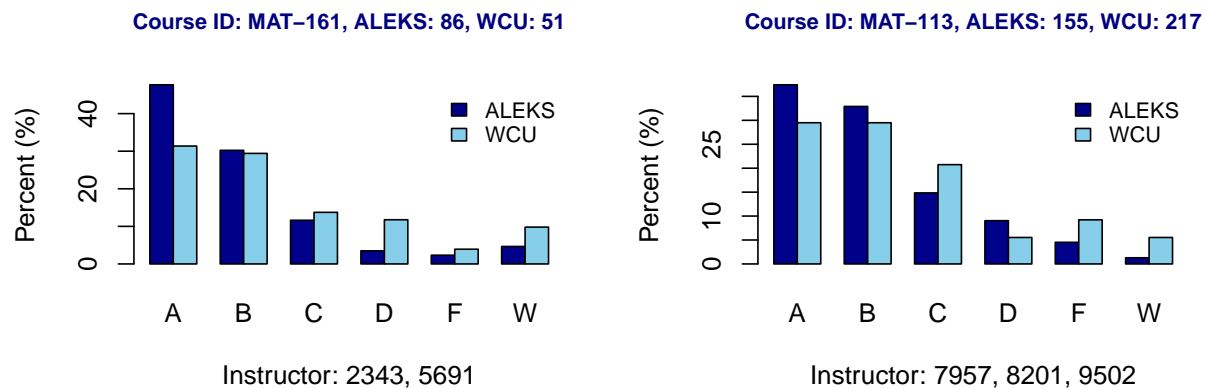 Course ID: MAT−161, ALEKS: 86, WCU: 51
Percent (%)
40
20
0
ALEKS
WCU
A B C D F W
Instructor: 2343, 5691
Course ID: MAT−113, ALEKS: 155, WCU: 217
Percent (%)
25
10
0
ALEKS
WCU
A B C D F W
Instructor: 7957, 8201, 9502